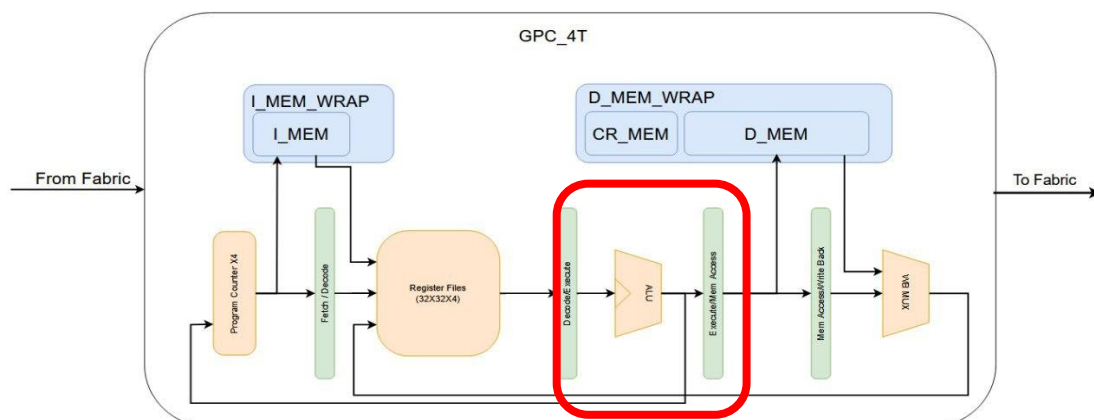 GPC_4T
I_MEM_WRAP
I_MEM
D_MEM_WRAP
CR_MEM
D_MEM
From Fabric
To Fabric
Program Counter X4
Fetch / Decode
Register Files
(32X32X4)
Decode/Execute
ALU
Execute/Mem Access
Mem Access/Write Back
WB MUX